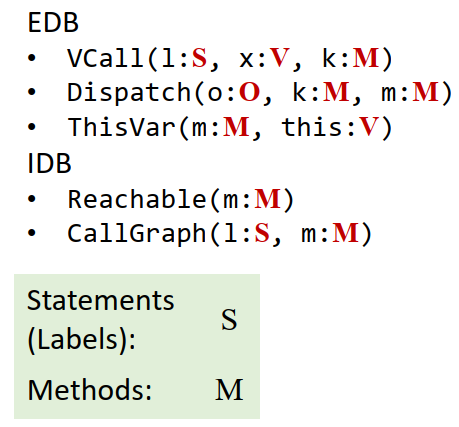 EDB
• VCall(l:S, x:V, k:M)
• Dispatch(o:O, k:M, m:M)
• ThisVar(m:M, this:V)
IDB
• Reachable(m:M)
• CallGraph(l:S, m:M)
Statements
(Labels): S
Methods: M